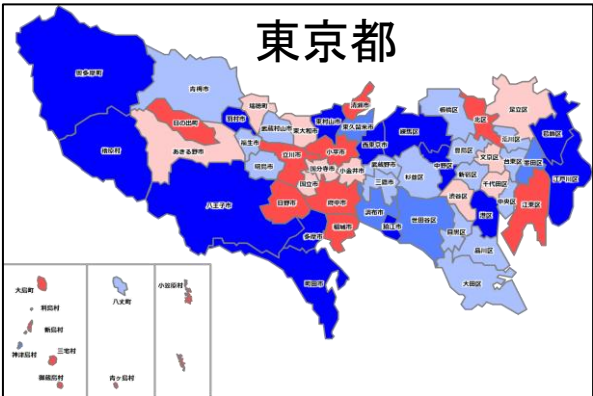 東京都
奥多摩町
青梅市
瑞穂町
清瀬市
日の出町
羽村市
武蔵村山市
東大和市
東村山市
東久留米市
あきる野市
福生市
昭島市
立川市
小平市
西東京市
練馬区
板橋区
北区
足立区
葛飾区
檜原村
国分寺市
小金井市
武蔵野市
国立市
三鷹市
杉並区
中野区
豊島区
文京区
荒川区
台東区
墨田区
江戸川区
新宿区
千代田区
中央区
江東区
八王子市
日野市
府中市
調布市
狛江市
世田谷区
渋谷区
港区
目黒区
品川区
大田区
多摩市
稲城市
町田市
大島町
利島村
新島村
神津島村
三宅村
御蔵島村
八丈町
青ヶ島村
小笠原村